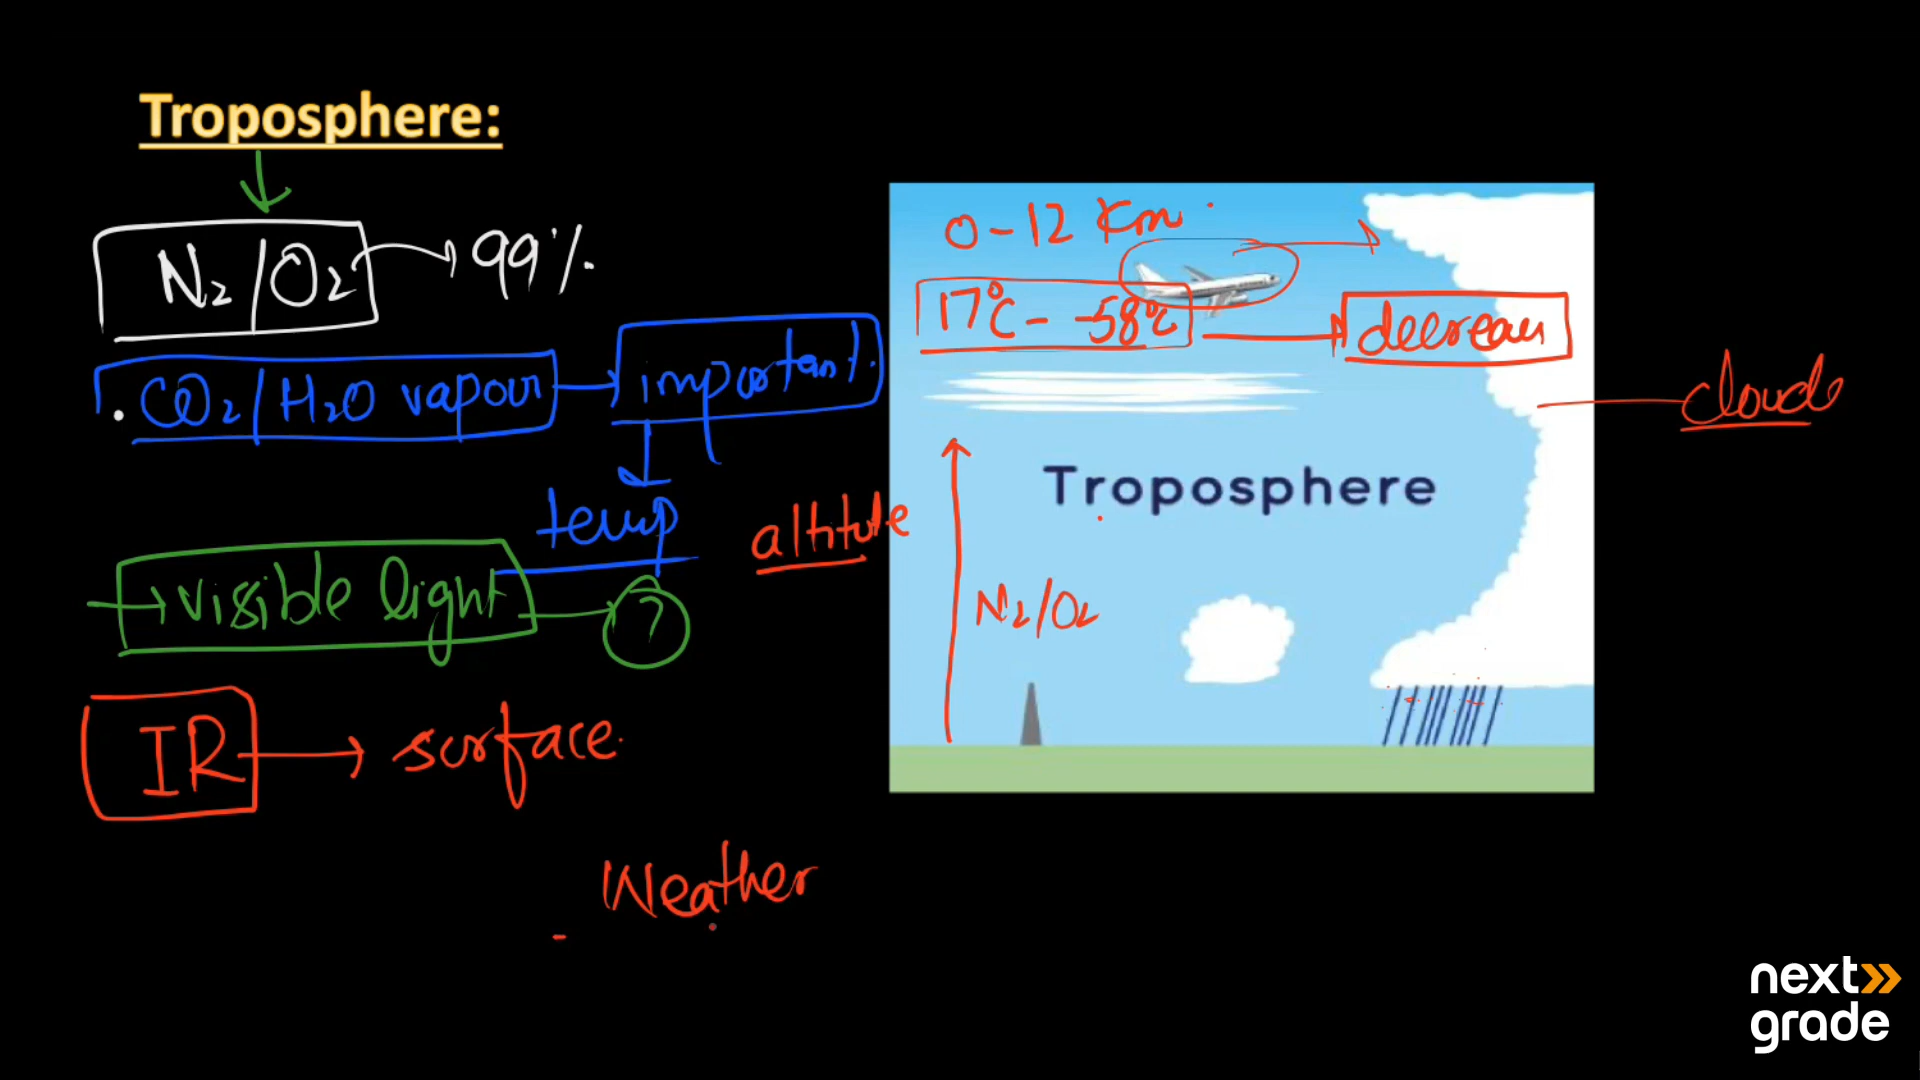 Troposphere:
N₂/O₂ → 99%.
CO₂/H₂O vapour → important.
temp
→ visible light → ?
IR → surface.
Weather
0-12 Km.
17°C - -58°C → decreas
clouds
Troposphere
altitude
N₂/O₂
next
grade